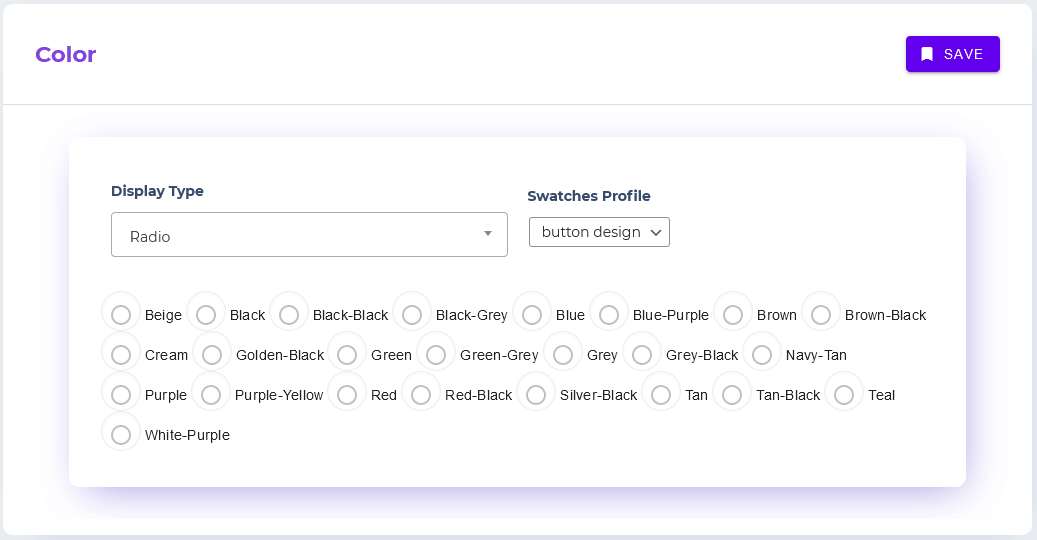 Color
SAVE
Display Type
Swatches Profile
Radio
button design
Beige Black Black-Black Black-Grey Blue Blue-Purple Brown Brown-Black
Cream Golden-Black Green Green-Grey Grey Grey-Black Navy-Tan
Purple Purple-Yellow Red Red-Black Silver-Black Tan Tan-Black Teal
White-Purple